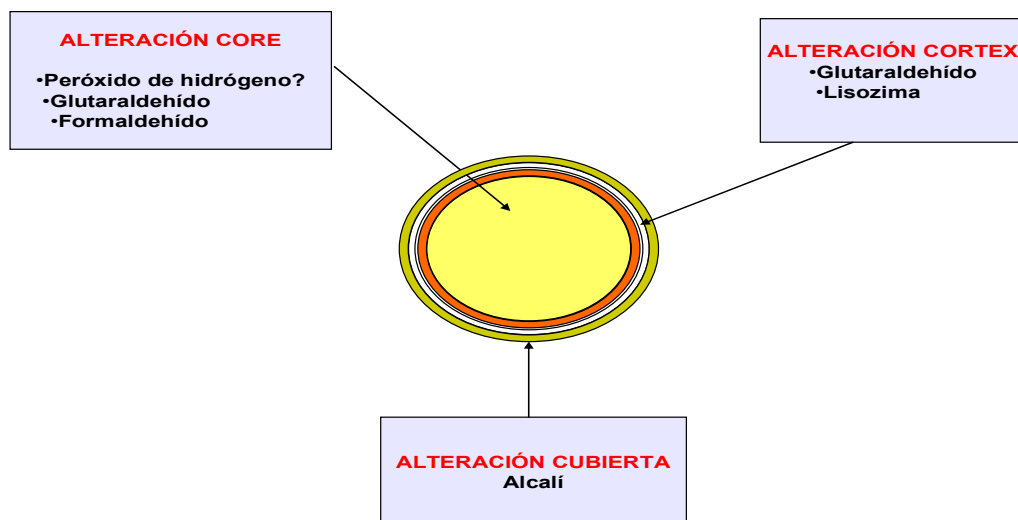 ALTERACIÓN CORE
•Peróxido de hidrógeno?
•Glutaraldehído
•Formaldehído
ALTERACIÓN CORTEX
•Glutaraldehído
•Lisozima
ALTERACIÓN CUBIERTA
Alcalí